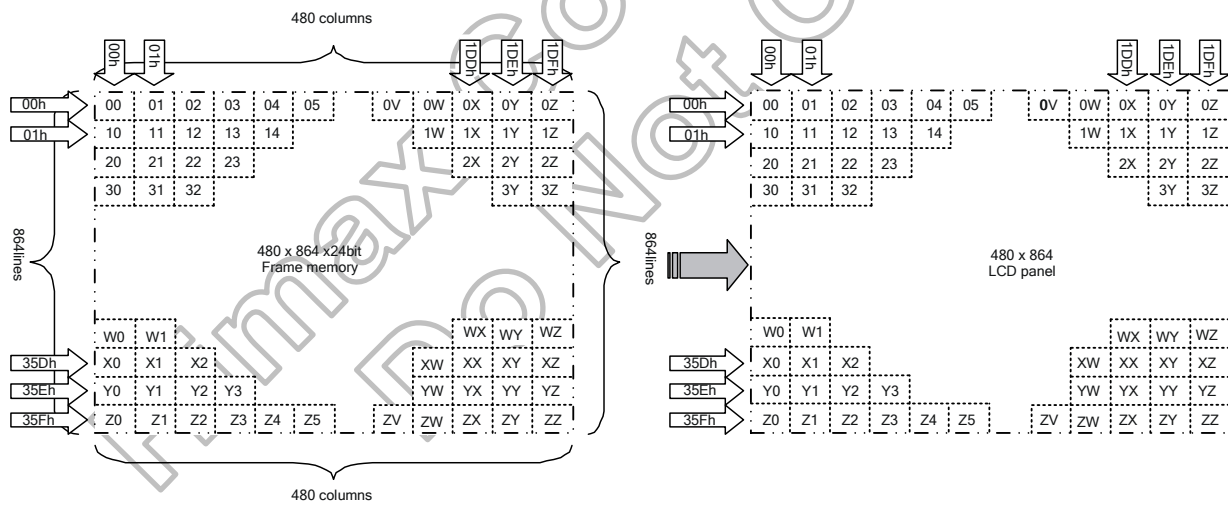 480 columns
00h 01h 1DDh 1DEh 1DFh 00h 01h 1DDh 1DEh 1DFh
00h 00 01 02 03 04 05 0V 0W 0X 0Y 0Z 00h 00 01 02 03 04 05 0V 0W 0X 0Y 0Z
01h 10 11 12 13 14 1W 1X 1Y 1Z 01h 10 11 12 13 14 1W 1X 1Y 1Z
20 21 22 23 2X 2Y 2Z 20 21 22 23 2X 2Y 2Z
30 31 32 3Y 3Z 30 31 32 3Y 3Z
864lines 480 x 864 x24bit 864lines 480 x 864
Frame memory LCD panel
W0 W1 WX WY WZ W0 W1 WX WY WZ
35Dh X0 X1 X2 XW XX XY XZ 35Dh X0 X1 X2 XW XX XY XZ
35Eh Y0 Y1 Y2 Y3 YW YX YY YZ 35Eh Y0 Y1 Y2 Y3 YW YX YY YZ
35Fh Z0 Z1 Z2 Z3 Z4 Z5 ZV ZW ZX ZY ZZ 35Fh Z0 Z1 Z2 Z3 Z4 Z5 ZV ZW ZX ZY ZZ
480 columns
Himax Co
Do Not